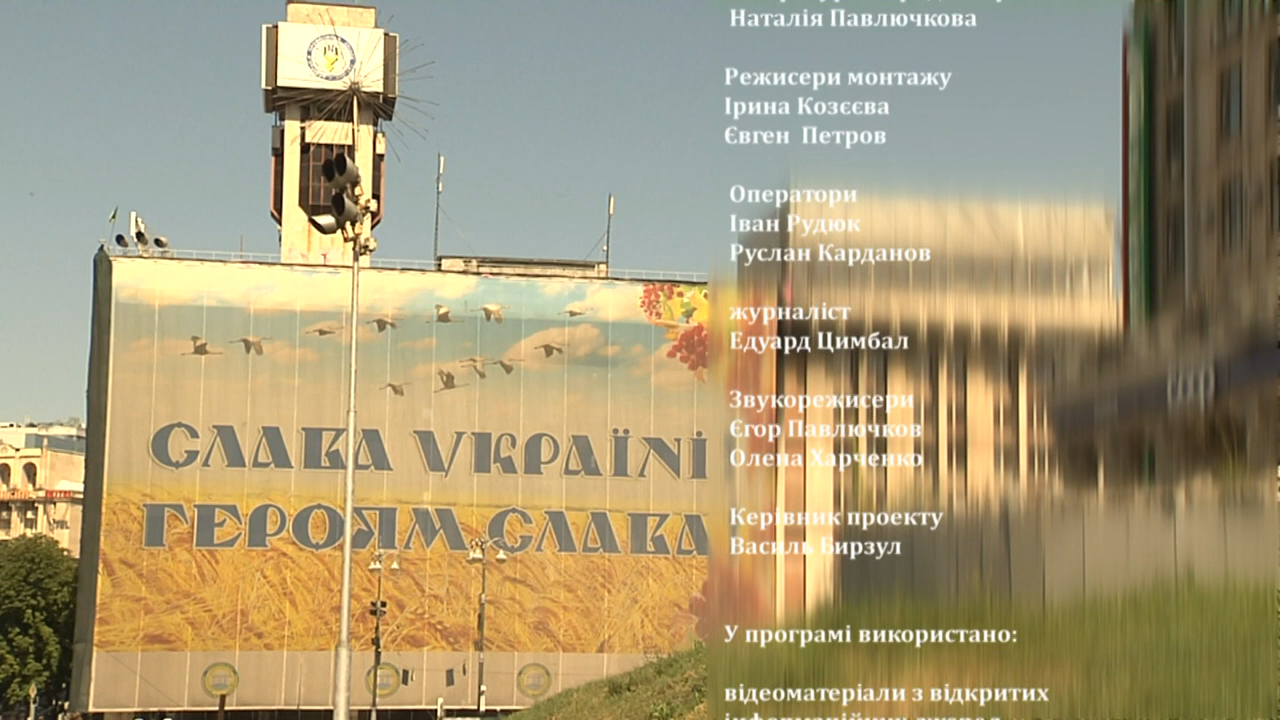 СЛАВА УКРАЇНІ
ГЕРОЯМ СЛАВА
Наталія Павлючкова
Режисери монтажу
Ірина Козєєва
Євген Петров
Оператори
Іван Рудюк
Руслан Карданов
журналіст
Едуард Цимбал
Звукорежисери
Єгор Павлючков
Олена Харченко
Керівник проекту
Василь Бирзул
У програмі використано:
відеоматеріали з відкритих